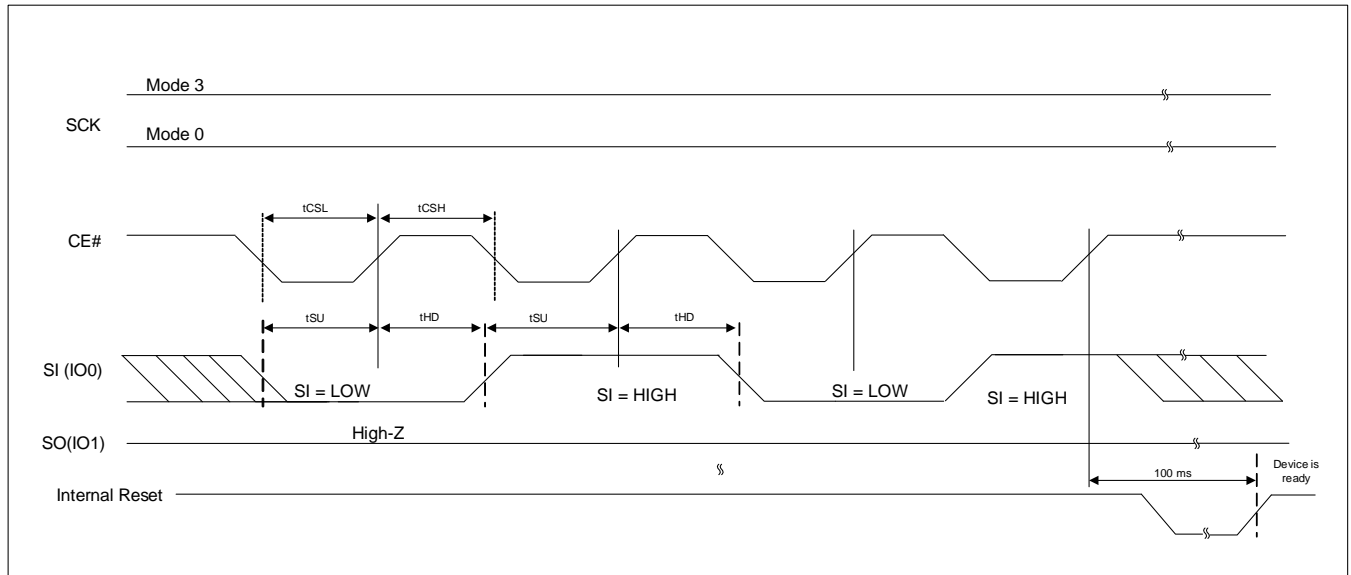 Mode 3
SCK
Mode 0
tCSL
tCSH
CE#
tSU
tHD
tSU
tHD
SI (IO0)
SI = LOW
SI = HIGH
SI = LOW
SI = HIGH
High-Z
SO(IO1)
Device is
ready
100 ms
Internal Reset